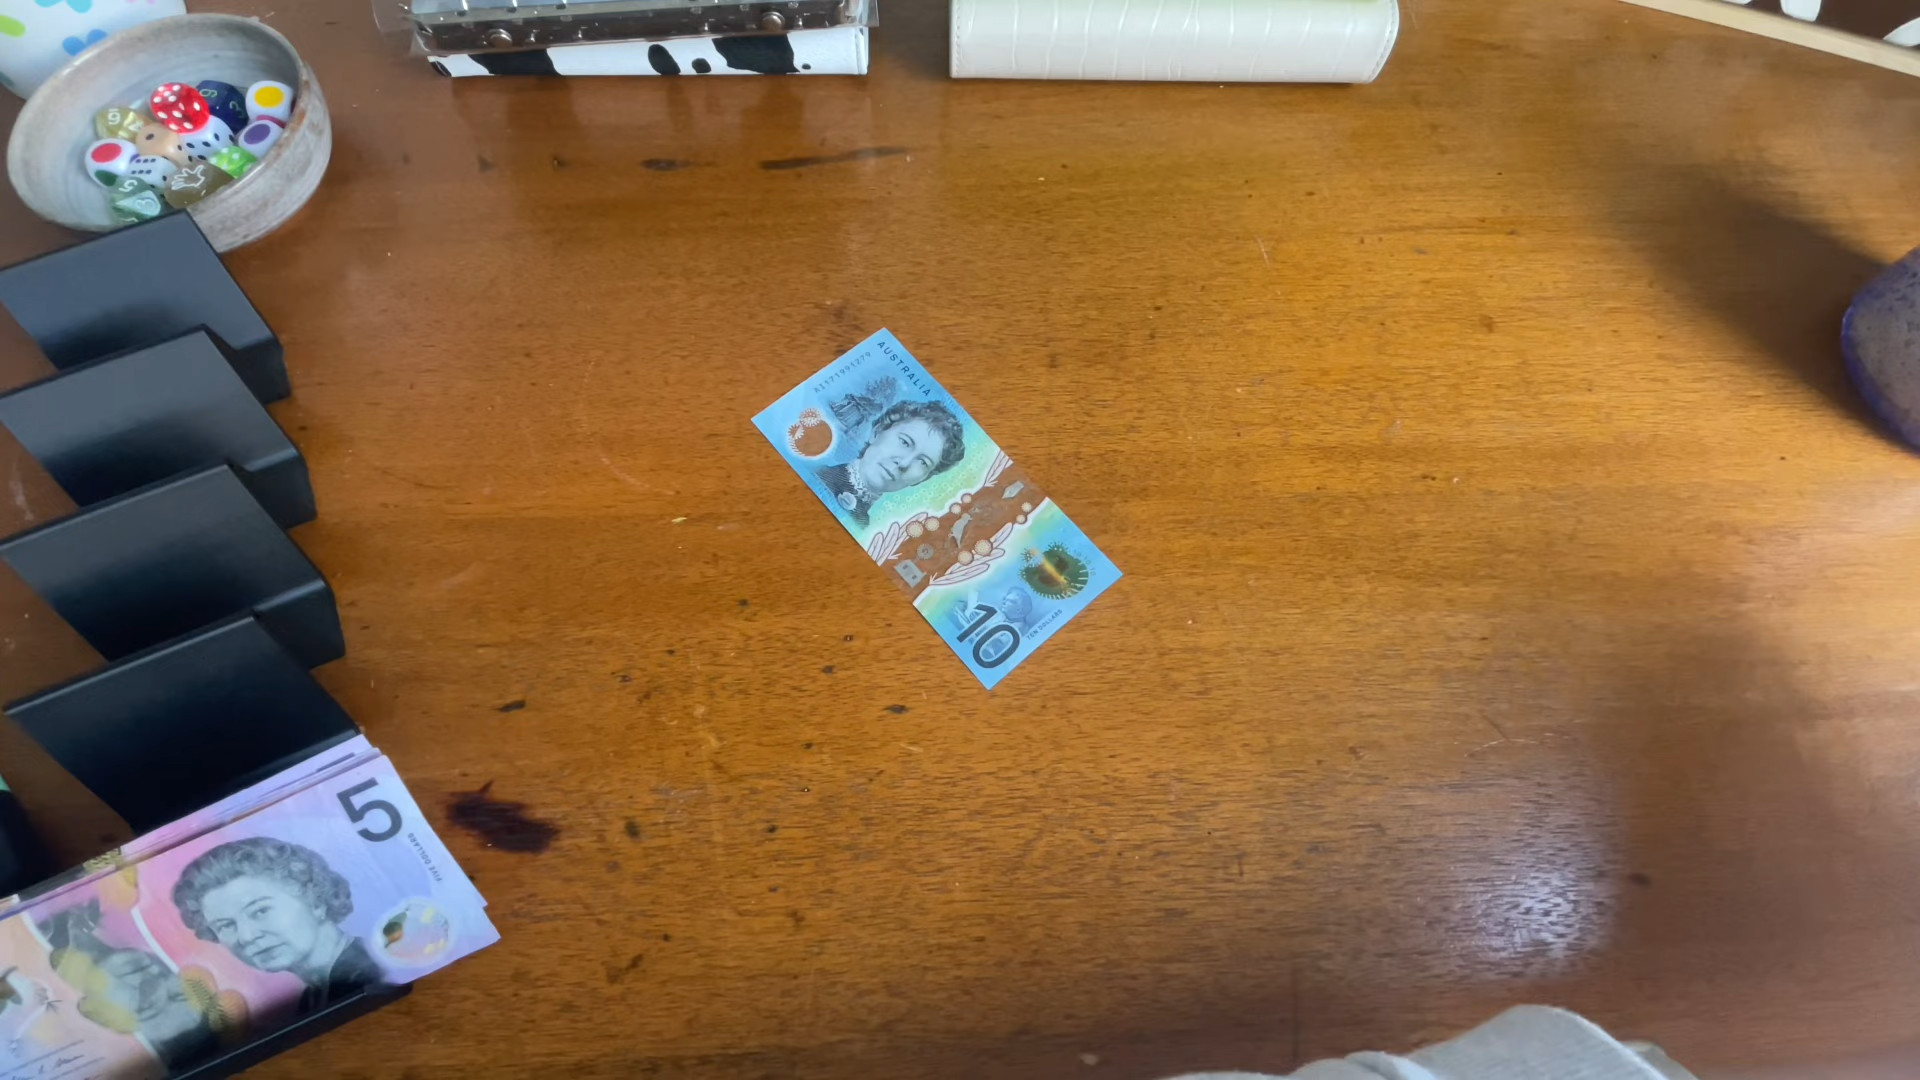 AUSTRALIA
10
TEN DOLLARS
5
FIVE DOLLARS